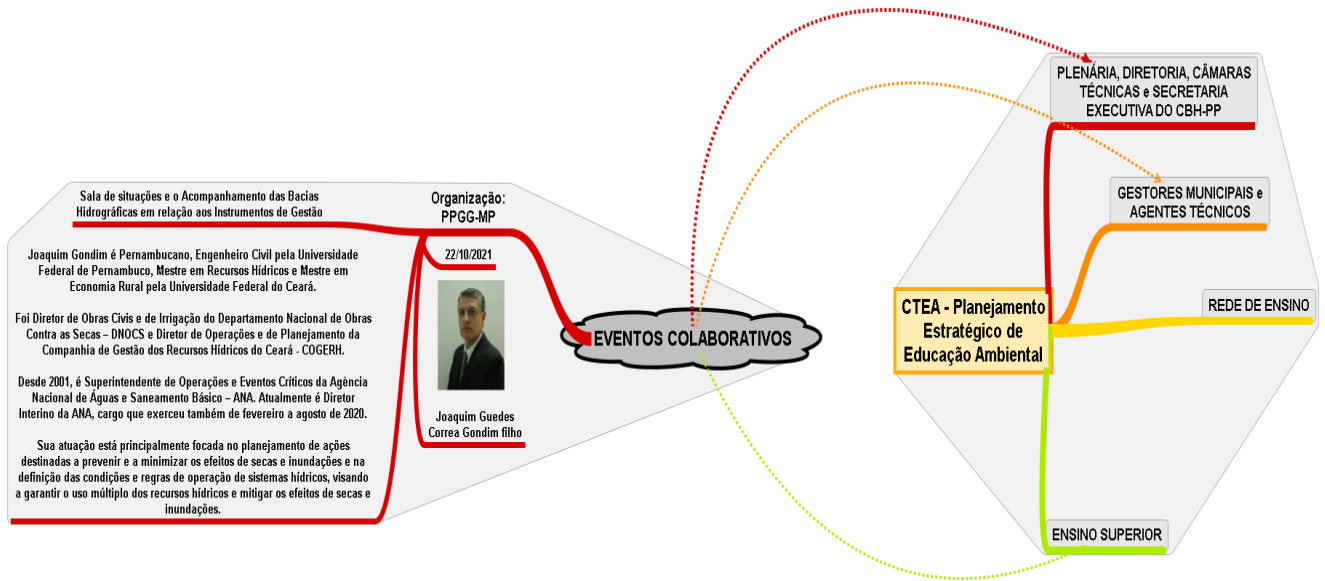 Sala de situações e o Acompanhamento das Bacias
Hidrográficas em relação aos Instrumentos de Gestão
Organização:
PPGG-MP
22/10/2021
Joaquim Gondim é Pernambucano, Engenheiro Civil pela Universidade
Federal de Pernambuco, Mestre em Recursos Hídricos e Mestre em
Economia Rural pela Universidade Federal do Ceará.
Foi Diretor de Obras Civis e de Irrigação do Departamento Nacional de Obras
Contra as Secas – DNOCS e Diretor de Operações e de Planejamento da
Companhia de Gestão dos Recursos Hídricos do Ceará - COGERH.
Desde 2001, é Superintendente de Operações e Eventos Críticos da Agência
Nacional de Águas e Saneamento Básico – ANA. Atualmente é Diretor
Interino da ANA, cargo que exerceu também de fevereiro a agosto de 2020.
Sua atuação está principalmente focada no planejamento de ações
destinadas a prevenir e a minimizar os efeitos de secas e inundações e na
definição das condições e regras de operação de sistemas hídricos, visando
a garantir o uso múltiplo dos recursos hídricos e mitigar os efeitos de secas e
inundações.
Joaquim Guedes
Correa Gondim filho
EVENTOS COLABORATIVOS
CTEA - Planejamento
Estratégico de
Educação Ambiental
PLENÁRIA, DIRETORIA, CÂMARAS
TÉCNICAS e SECRETARIA
EXECUTIVA DO CBH-PP
GESTORES MUNICIPAIS e
AGENTES TÉCNICOS
REDE DE ENSINO
ENSINO SUPERIOR